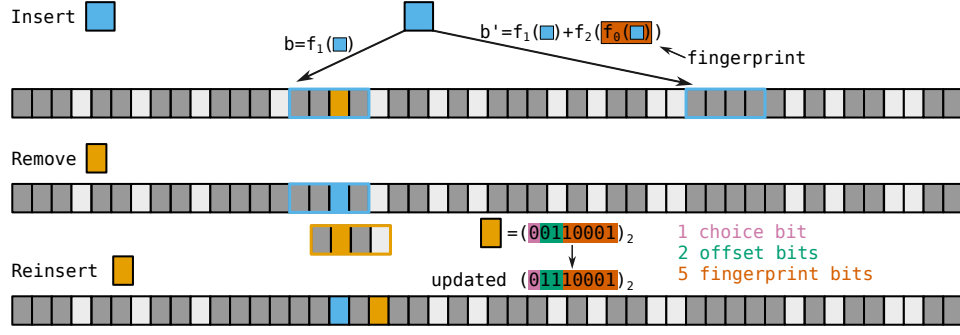 Insert
b=f₁( )
b'=f₁( )+f₂(f₀( ))
fingerprint
Remove
=(00110001)₂
1 choice bit
2 offset bits
5 fingerprint bits
Reinsert
updated (01110001)₂